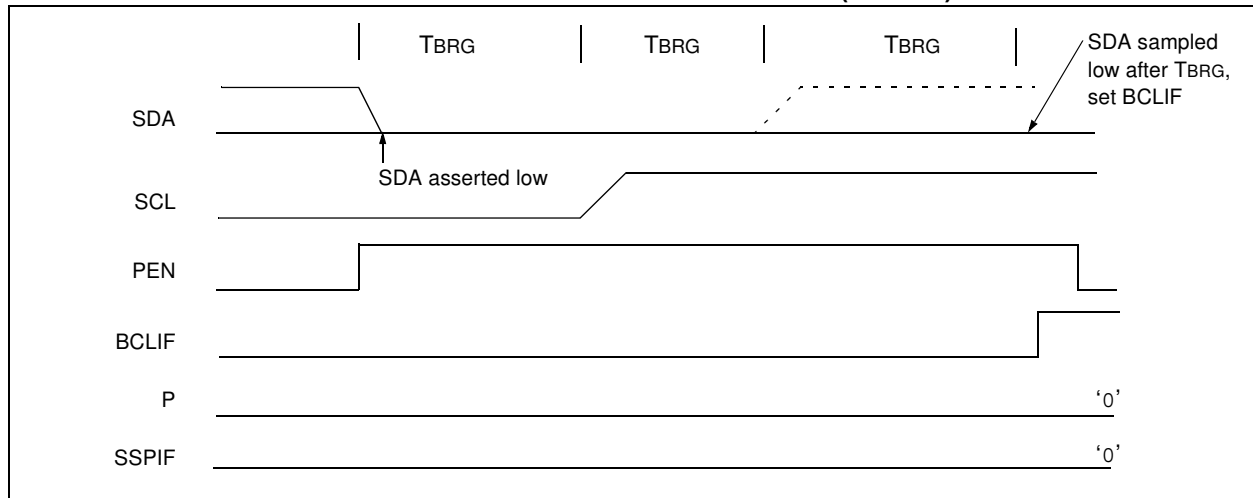 TBRG TBRG TBRG
SDA sampled
low after TBRG,
set BCLIF
SDA
SDA asserted low
SCL
PEN
BCLIF
P ‘0’
SSPIF ‘0’